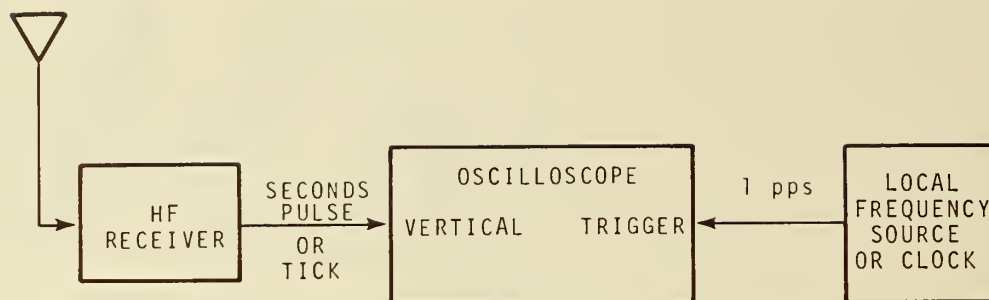 HF
RECEIVER
SECONDS
PULSE
OR
TICK
OSCILLOSCOPE
VERTICAL TRIGGER
1 pps
LOCAL
FREQUENCY
SOURCE
OR CLOCK